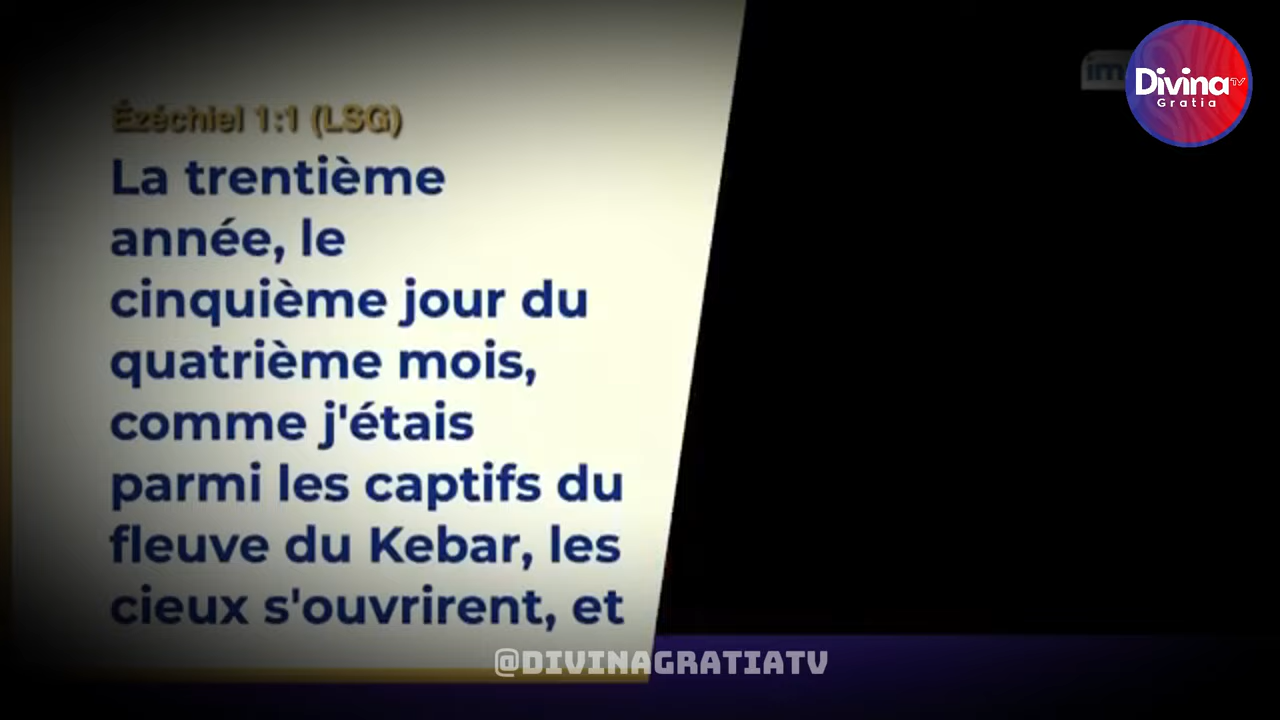 Ézéchiel 1:1 (LSG)
La trentième
année, le
cinquième jour du
quatrième mois,
comme j'étais
parmi les captifs du
fleuve du Kebar, les
cieux s'ouvrirent, et
Divina TV
Gratia
@DIVINAGRATIATV